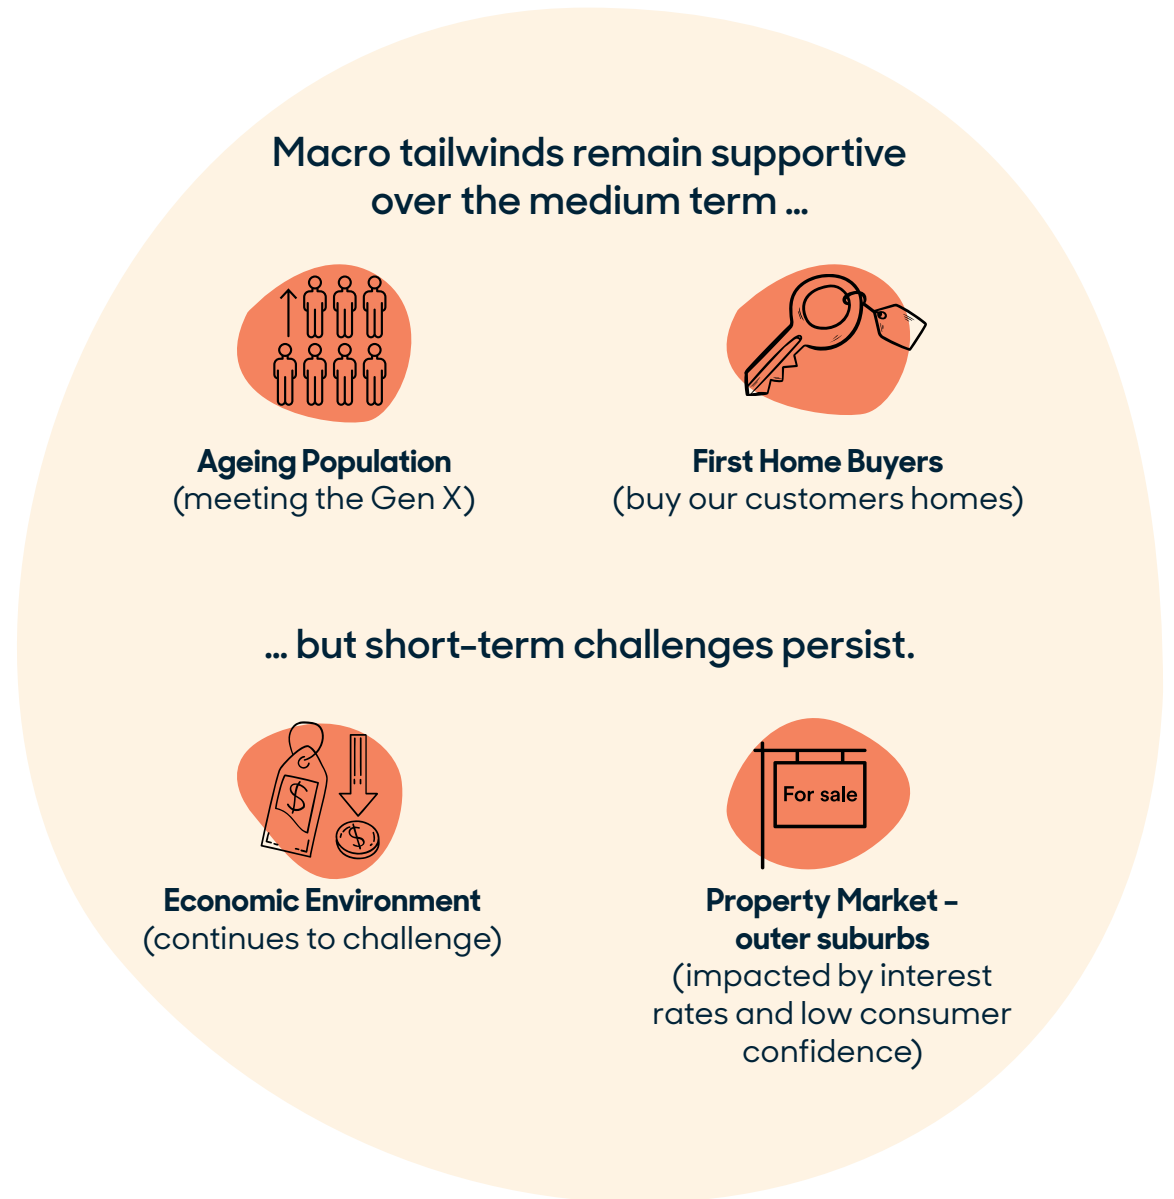 Macro tailwinds remain supportive
over the medium term ...
Ageing Population
(meeting the Gen X)
First Home Buyers
(buy our customers homes)
... but short-term challenges persist.
$
$
For sale
Economic Environment
(continues to challenge)
Property Market –
outer suburbs
(impacted by interest
rates and low consumer
confidence)